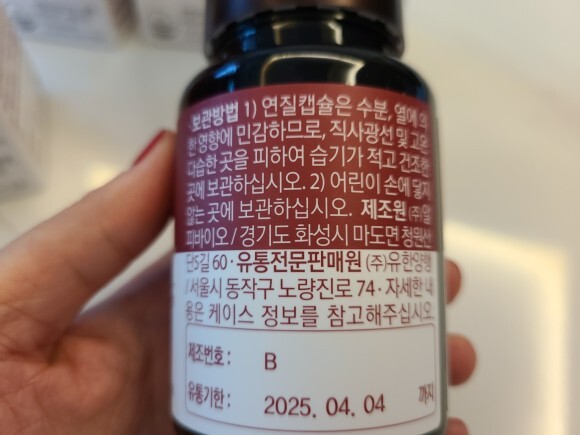 ·보관방법 1) 연질캡슐은 수분, 열에 의
한 영향에 민감하므로, 직사광선 및 고온
다습한 곳을 피하여 습기가 적고 건조한
곳에 보관하십시오. 2) 어린이 손에 닿지
않는 곳에 보관하십시오. 제조원 (주)알
피바이오 / 경기도 화성시 마도면 청원산
단5길 60 · 유통전문판매원 (주)유한양행
/ 서울시 동작구 노량진로 74 · 자세한 내
용은 케이스 정보를 참고해주십시오.
제조번호 : B
유통기한 : 2025. 04. 04 까지